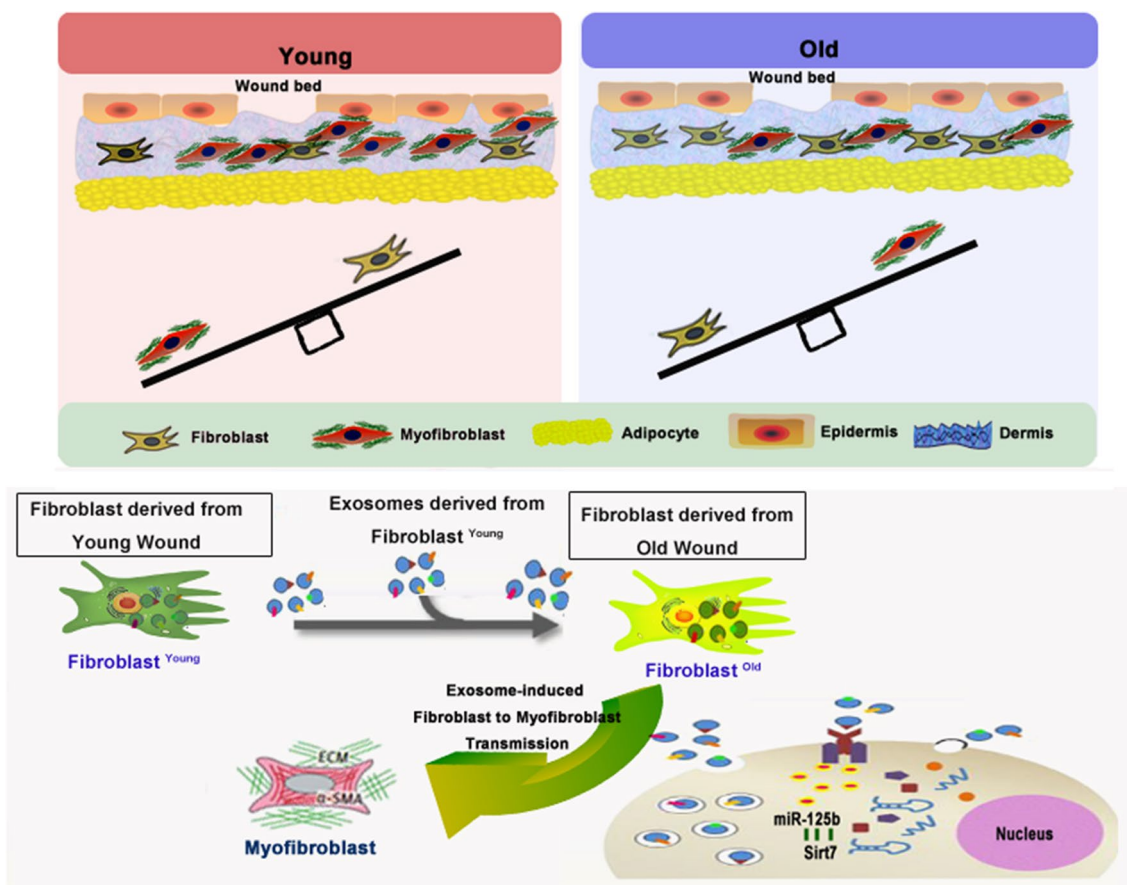 Young
Wound bed
Old
Wound bed
Fibroblast
Myofibroblast
Adipocyte
Epidermis
Dermis
Fibroblast derived from
Young Wound
Exosomes derived from
Fibroblast Young
Fibroblast derived from
Old Wound
Fibroblast Young
Fibroblast Old
Exosome-induced
Fibroblast to Myofibroblast
Transmission
ECM
α-SMA
Myofibroblast
miR-125b
Sirt7
Nucleus